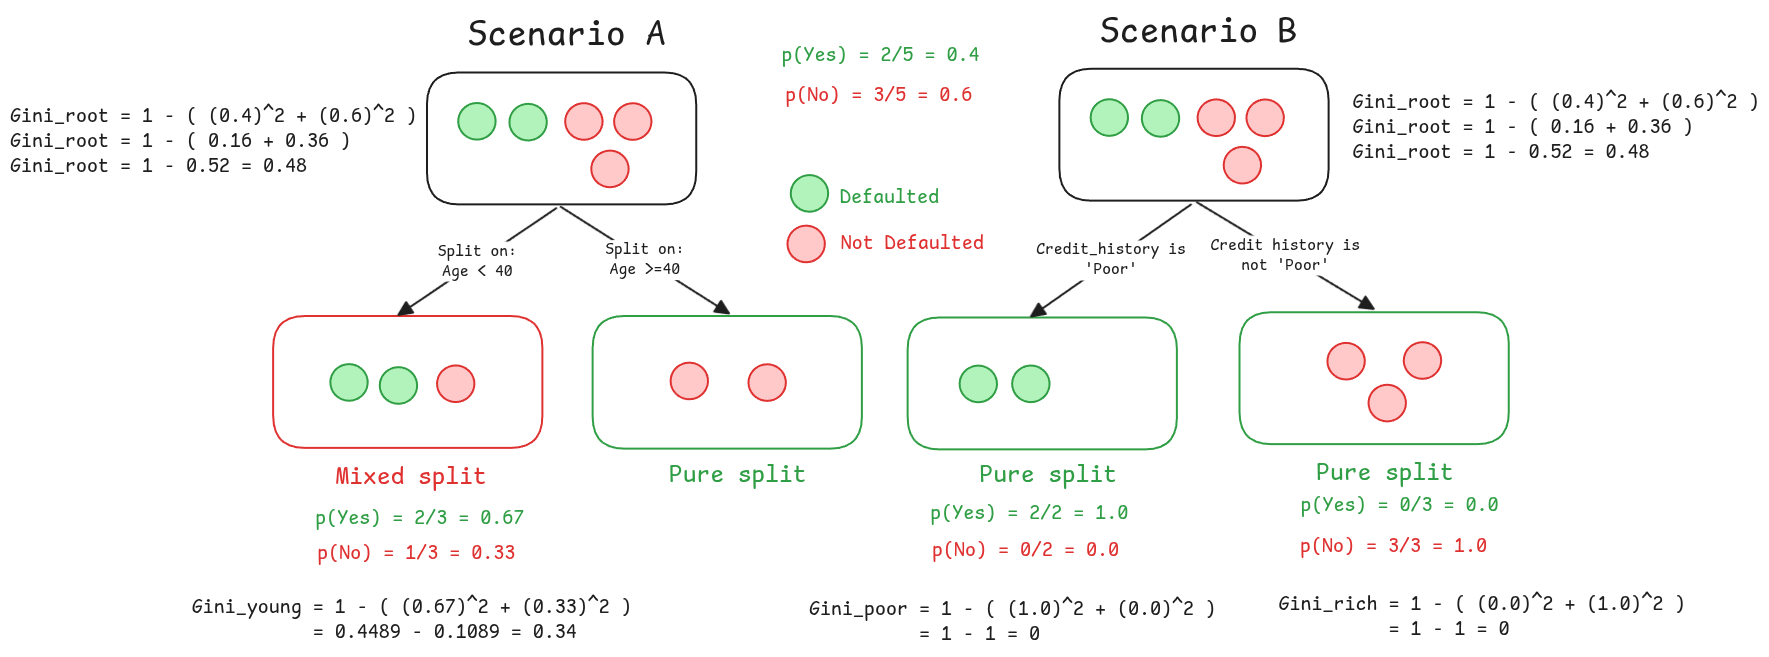 Scenario A
Gini_root = 1 - ( (0.4)^2 + (0.6)^2 )
Gini_root = 1 - ( 0.16 + 0.36 )
Gini_root = 1 - 0.52 = 0.48
Split on:
Age < 40
Split on:
Age >=40
Mixed split
p(Yes) = 2/3 = 0.67
p(No) = 1/3 = 0.33
Gini_young = 1 - ( (0.67)^2 + (0.33)^2 )
= 0.4489 - 0.1089 = 0.34
Pure split
p(Yes) = 2/5 = 0.4
p(No) = 3/5 = 0.6
Defaulted
Not Defaulted
Scenario B
Gini_root = 1 - ( (0.4)^2 + (0.6)^2 )
Gini_root = 1 - ( 0.16 + 0.36 )
Gini_root = 1 - 0.52 = 0.48
Credit_history is
'Poor'
Credit history is
not 'Poor'
Pure split
p(Yes) = 2/2 = 1.0
p(No) = 0/2 = 0.0
Gini_poor = 1 - ( (1.0)^2 + (0.0)^2 )
= 1 - 1 = 0
Pure split
p(Yes) = 0/3 = 0.0
p(No) = 3/3 = 1.0
Gini_rich = 1 - ( (0.0)^2 + (1.0)^2 )
= 1 - 1 = 0